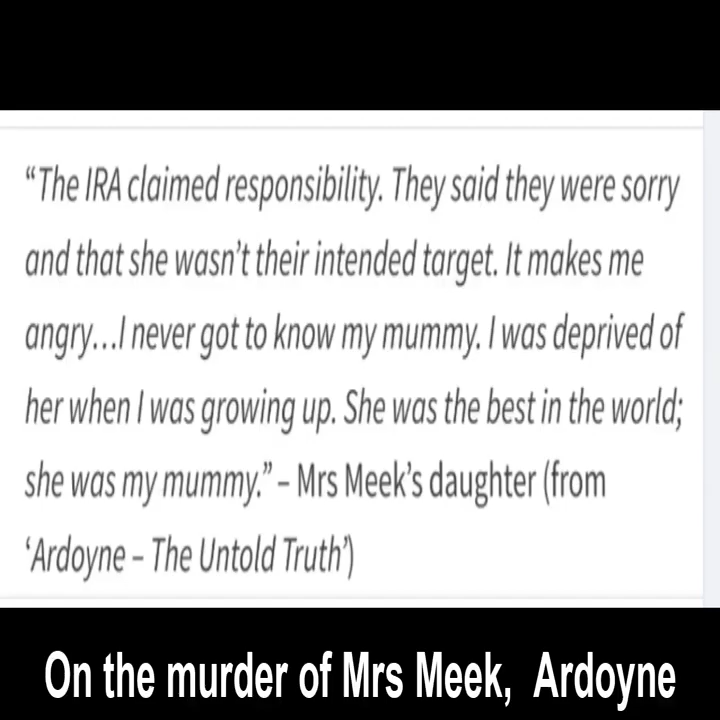 “The IRA claimed responsibility. They said they were sorry
and that she wasn’t their intended target. It makes me
angry…I never got to know my mummy. I was deprived of
her when I was growing up. She was the best in the world;
she was my mummy.” – Mrs Meek’s daughter (from
‘Ardoyne – The Untold Truth’)
On the murder of Mrs Meek, Ardoyne